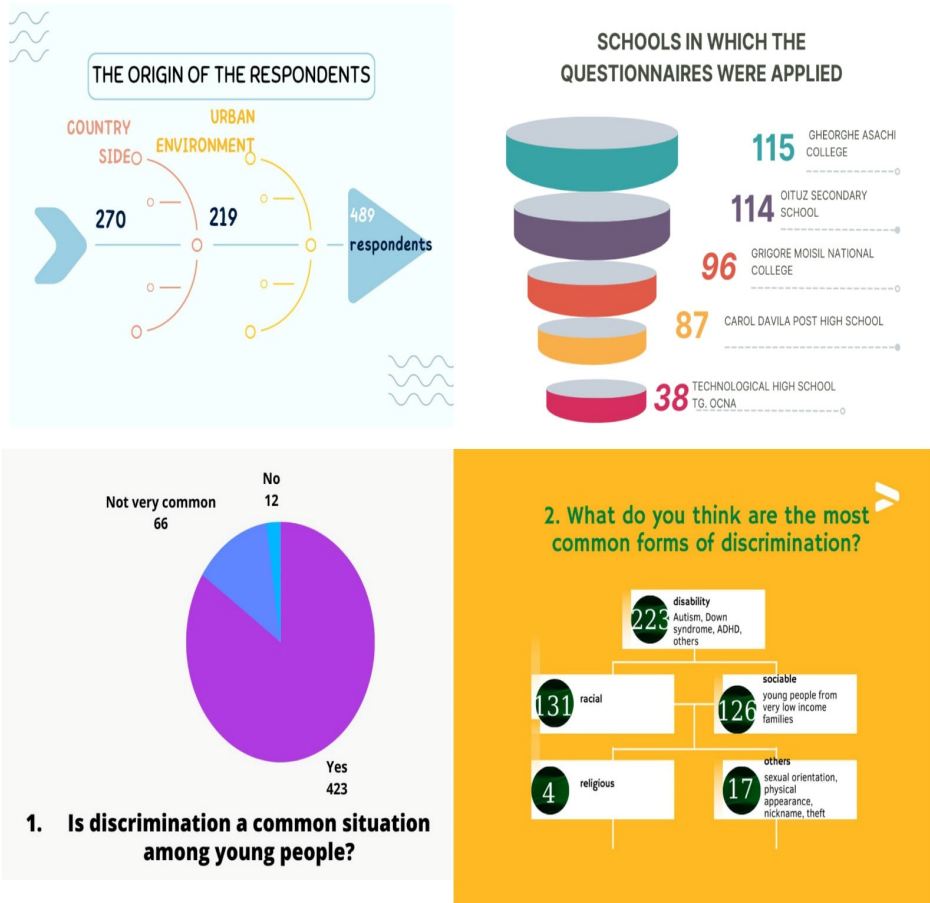 THE ORIGIN OF THE RESPONDENTS
COUNTRY
SIDE
URBAN
ENVIRONMENT
270
219
489
respondents
SCHOOLS IN WHICH THE
QUESTIONNAIRES WERE APPLIED
115
GHEORGHE ASACHI
COLLEGE
114
OITUZ SECONDARY
SCHOOL
96
GRIGORE MOISIL NATIONAL
COLLEGE
87
CAROL DAVILA POST HIGH SCHOOL
38
TECHNOLOGICAL HIGH SCHOOL
TG. OCNA
No
12
Not very common
66
Yes
423
1. Is discrimination a common situation
among young people?
2. What do you think are the most
common forms of discrimination?
223
disability
Autism, Down
syndrome, ADHD,
others
131
racial
126
sociable
young people from
very low income
families
4
religious
17
others
sexual orientation,
physical
appearance,
nickname, theft